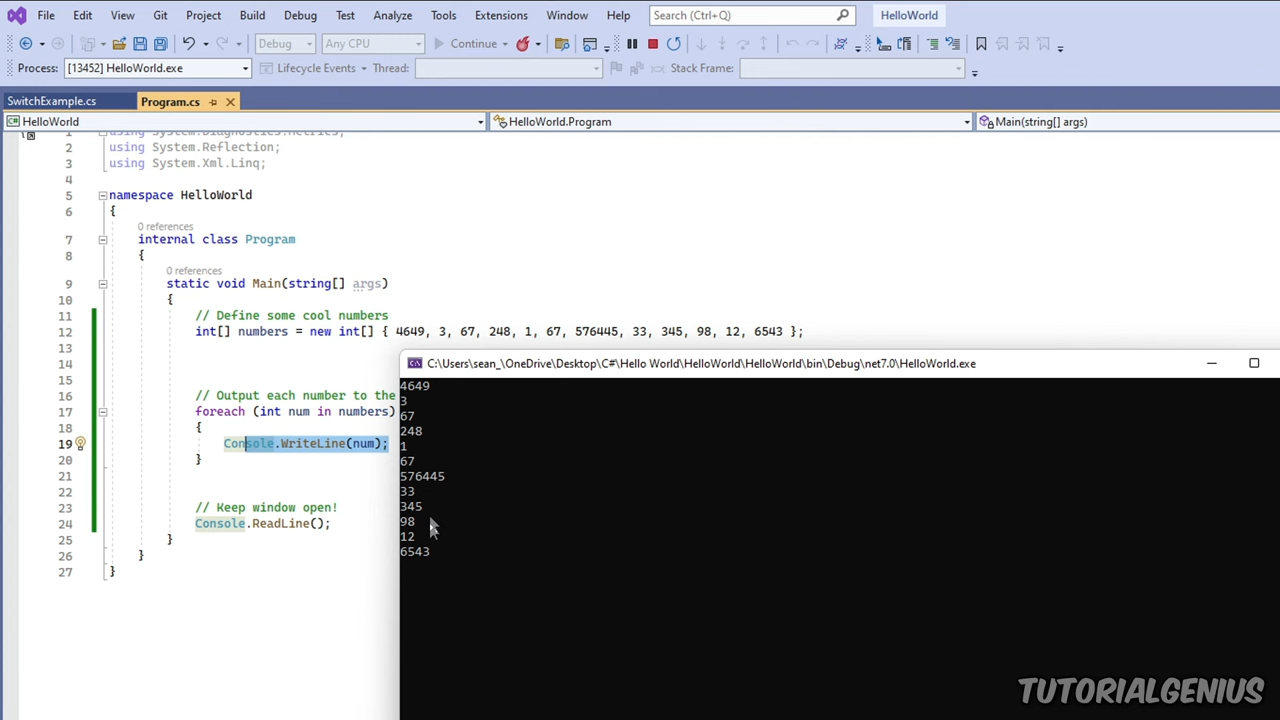 File Edit View Git Project Build Debug Test Analyze Tools Extensions Window Help Search (Ctrl+Q) HelloWorld
Debug Any CPU Continue
Process: [13452] HelloWorld.exe Lifecycle Events Thread: Stack Frame:
SwitchExample.cs Program.cs
HelloWorld HelloWorld.Program Main(string[] args)
1 using System.Diagnostics.Metrics;
2 using System.Reflection;
3 using System.Xml.Linq;
4
5 namespace HelloWorld
6 {
0 references
7 internal class Program
8 {
0 references
9 static void Main(string[] args)
10 {
11 // Define some cool numbers
12 int[] numbers = new int[] { 4649, 3, 67, 248, 1, 67, 576445, 33, 345, 98, 12, 6543 };
13
14
15
16 // Output each number to the
17 foreach (int num in numbers)
18 {
19 Console.WriteLine(num);
20 }
21
22
23 // Keep window open!
24 Console.ReadLine();
25 }
26 }
27 }
C:\Users\sean_\OneDrive\Desktop\C#\Hello World\HelloWorld\HelloWorld\bin\Debug\net7.0\HelloWorld.exe
4649
3
67
248
1
67
576445
33
345
98
12
6543
TUTORIALGENIUS